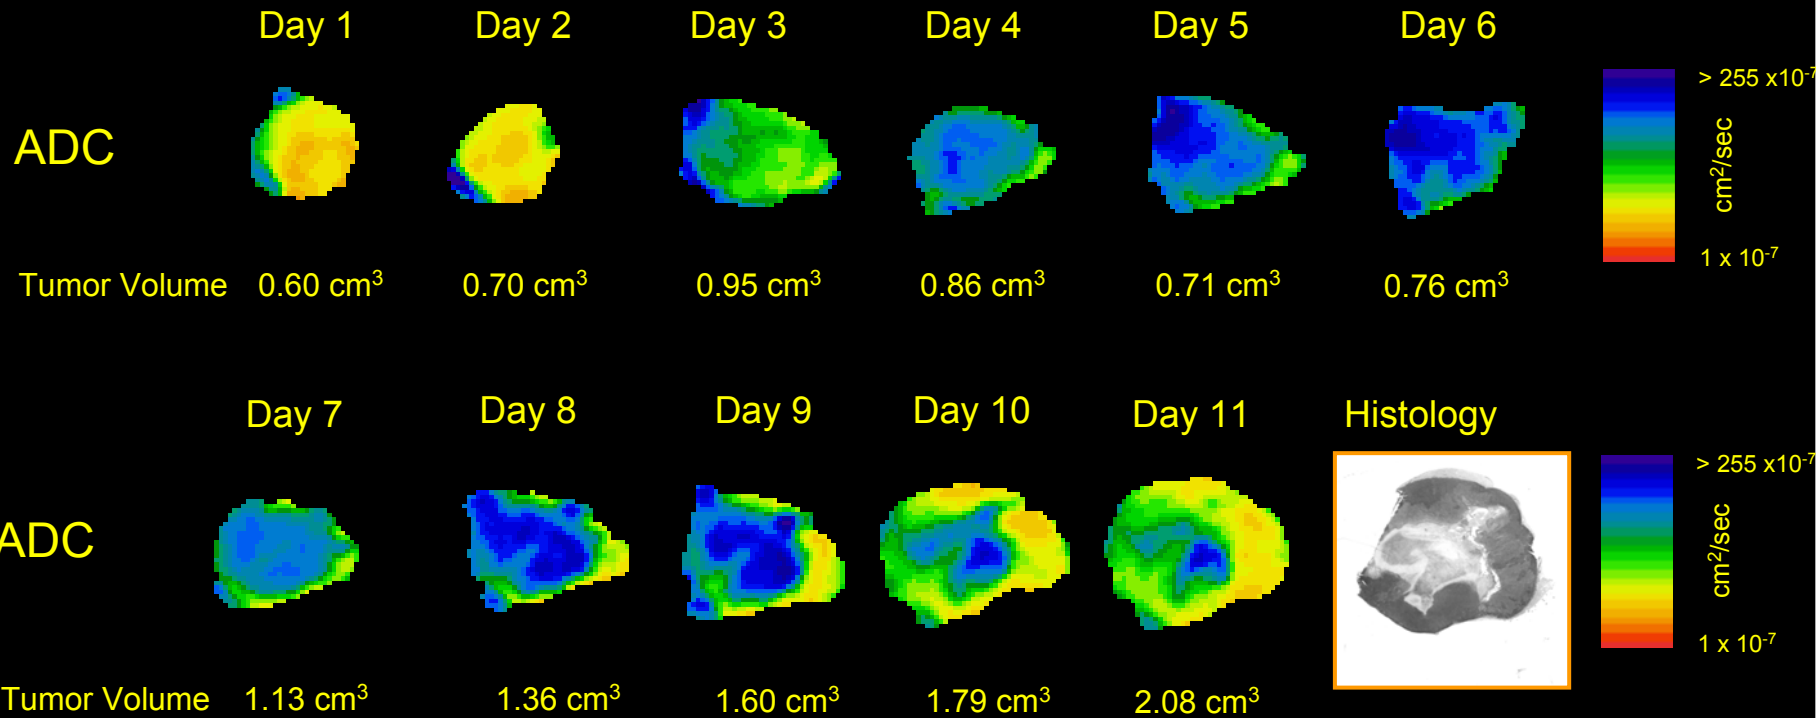 Day 1 Day 2 Day 3 Day 4 Day 5 Day 6
> 255 x10⁻⁷
ADC
cm²/sec
1 x 10⁻⁷
Tumor Volume 0.60 cm³ 0.70 cm³ 0.95 cm³ 0.86 cm³ 0.71 cm³ 0.76 cm³
Day 7 Day 8 Day 9 Day 10 Day 11 Histology
> 255 x10⁻⁷
ADC
cm²/sec
1 x 10⁻⁷
Tumor Volume 1.13 cm³ 1.36 cm³ 1.60 cm³ 1.79 cm³ 2.08 cm³